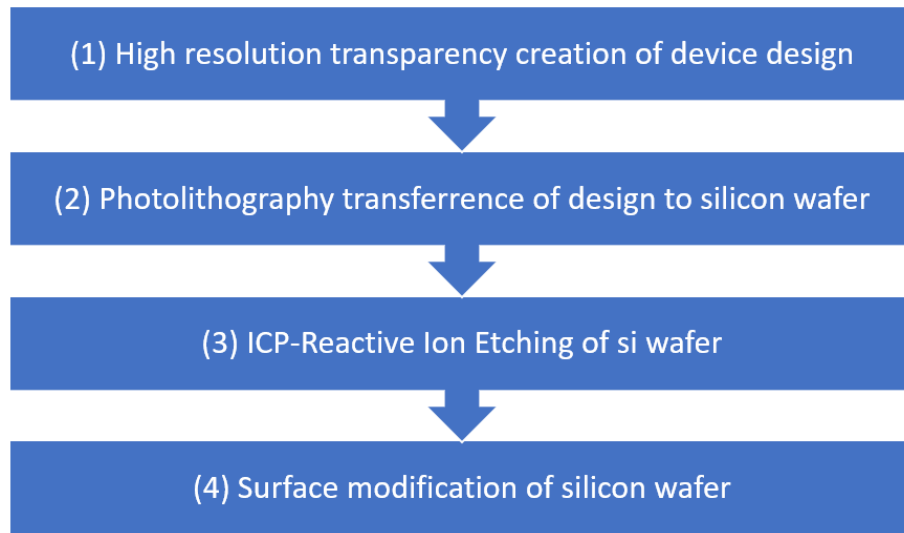 (1) High resolution transparency creation of device design
(2) Photolithography transferrence of design to silicon wafer
(3) ICP-Reactive Ion Etching of si wafer
(4) Surface modification of silicon wafer